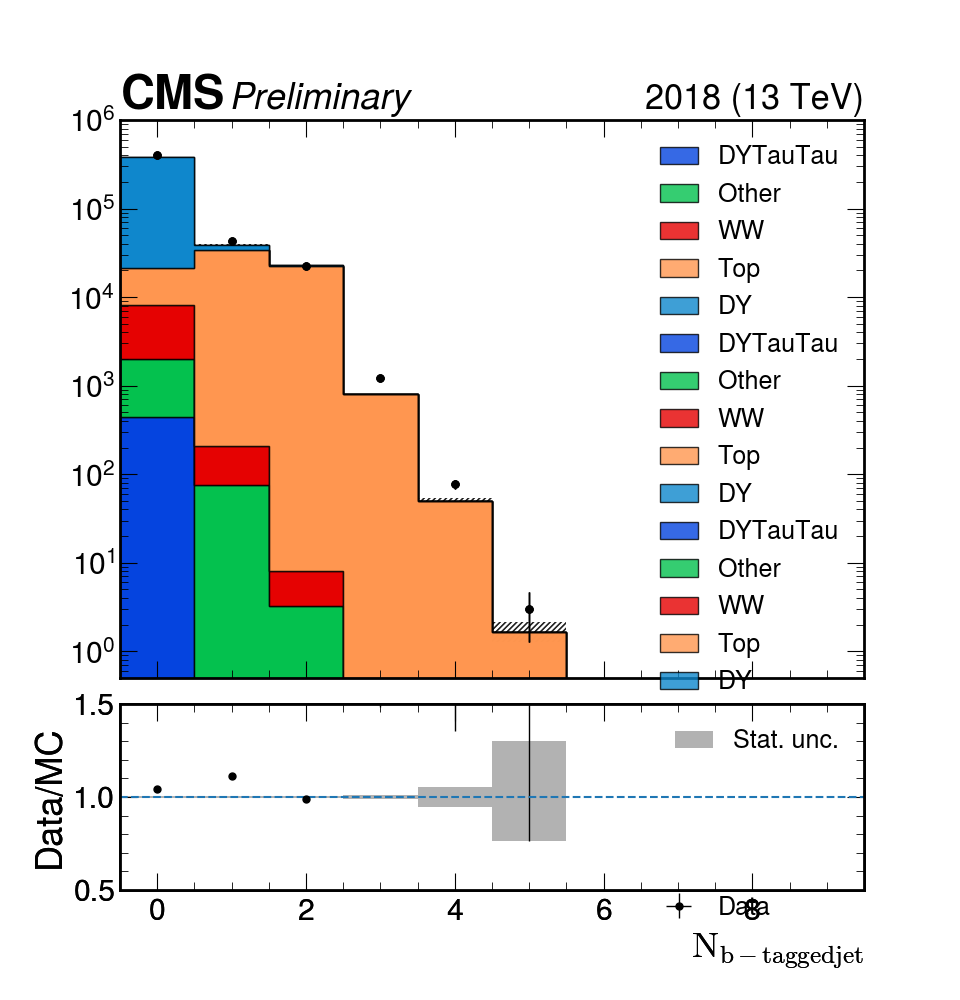 CMS Preliminary 2018 (13 TeV)
10^6
10^5
10^4
10^3
10^2
10^1
10^0
DYTauTau
Other
WW
Top
DY
DYTauTau
Other
WW
Top
DY
DYTauTau
Other
WW
Top
DY
Data/MC
1.5
1.0
0.5
Stat. unc.
0 2 4 6 8
Data
N_{b-taggedjet}